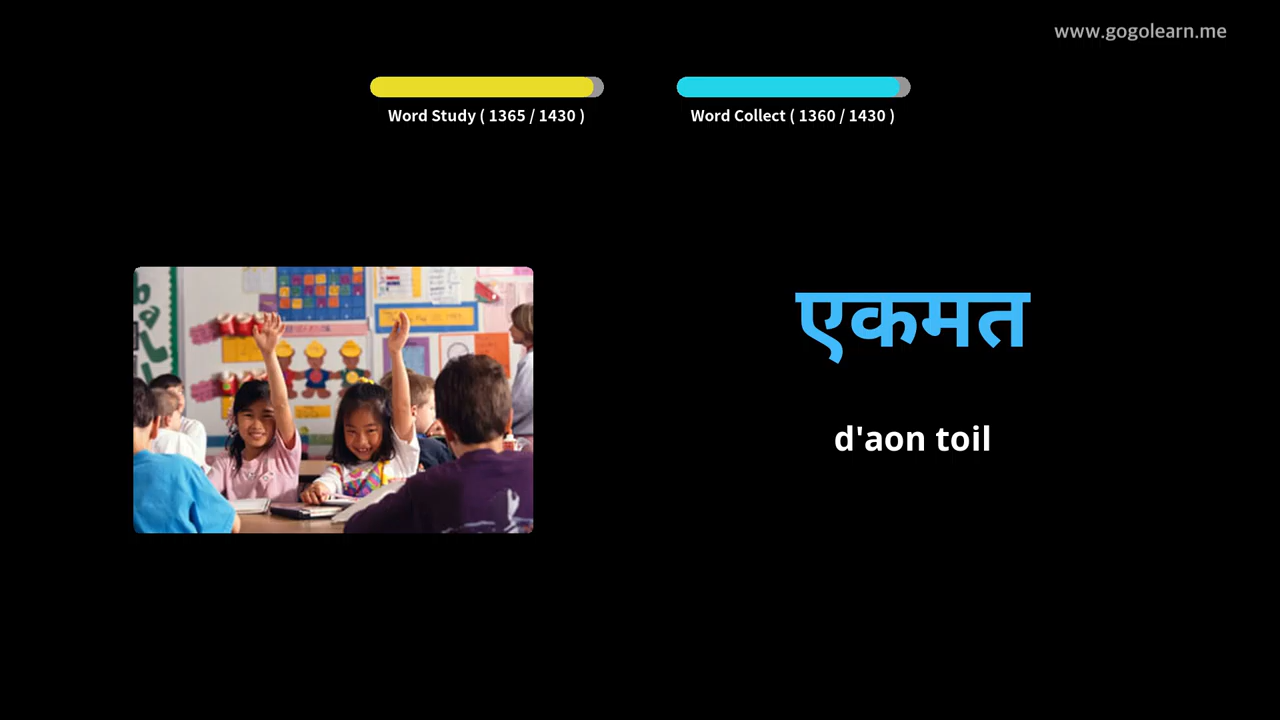 www.gogolearn.me
Word Study ( 1365 / 1430 )
Word Collect ( 1360 / 1430 )
एकमत
d'aon toil